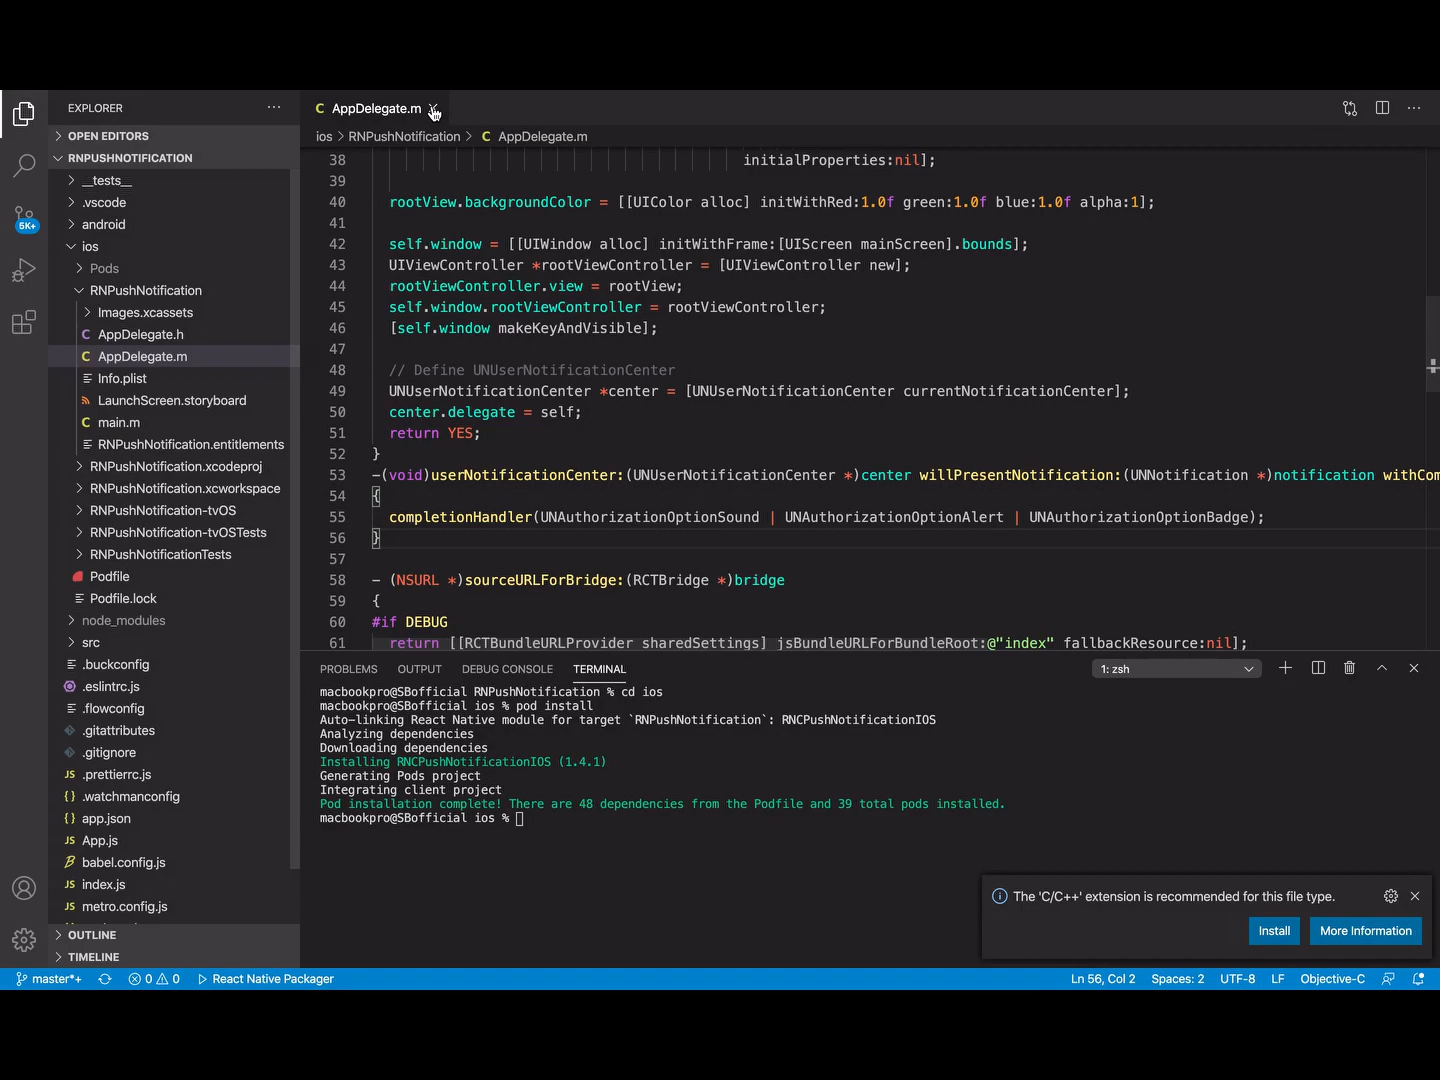 EXPLORER
OPEN EDITORS
RNPUSHNOTIFICATION
__tests__
.vscode
android
ios
Pods
RNPushNotification
Images.xcassets
AppDelegate.h
AppDelegate.m
Info.plist
LaunchScreen.storyboard
main.m
RNPushNotification.entitlements
RNPushNotification.xcodeproj
RNPushNotification.xcworkspace
RNPushNotification-tvOS
RNPushNotification-tvOSTests
RNPushNotificationTests
Podfile
Podfile.lock
node_modules
src
.buckconfig
.eslintrc.js
.flowconfig
.gitattributes
.gitignore
JS .prettierrc.js
{} .watchmanconfig
{} app.json
JS App.js
babel.config.js
JS index.js
JS metro.config.js
OUTLINE
TIMELINE
5K+
C AppDelegate.m
ios > RNPushNotification > C AppDelegate.m
38 initialProperties:nil];
39
40 rootView.backgroundColor = [[UIColor alloc] initWithRed:1.0f green:1.0f blue:1.0f alpha:1];
41
42 self.window = [[UIWindow alloc] initWithFrame:[UIScreen mainScreen].bounds];
43 UIViewController *rootViewController = [UIViewController new];
44 rootViewController.view = rootView;
45 self.window.rootViewController = rootViewController;
46 [self.window makeKeyAndVisible];
47
48 // Define UNUserNotificationCenter
49 UNUserNotificationCenter *center = [UNUserNotificationCenter currentNotificationCenter];
50 center.delegate = self;
51 return YES;
52 }
53 -(void)userNotificationCenter:(UNUserNotificationCenter *)center willPresentNotification:(UNNotification *)notification withCom
54 {
55 completionHandler(UNAuthorizationOptionSound | UNAuthorizationOptionAlert | UNAuthorizationOptionBadge);
56 }
57
58 - (NSURL *)sourceURLForBridge:(RCTBridge *)bridge
59 {
60 #if DEBUG
61 return [[RCTBundleURLProvider sharedSettings] jsBundleURLForBundleRoot:@"index" fallbackResource:nil];
PROBLEMS OUTPUT DEBUG CONSOLE TERMINAL 1: zsh
macbookpro@SBofficial RNPushNotification % cd ios
macbookpro@SBofficial ios % pod install
Auto-linking React Native module for target `RNPushNotification`: RNCPushNotificationIOS
Analyzing dependencies
Downloading dependencies
Installing RNCPushNotificationIOS (1.4.1)
Generating Pods project
Integrating client project
Pod installation complete! There are 48 dependencies from the Podfile and 39 total pods installed.
macbookpro@SBofficial ios %
The 'C/C++' extension is recommended for this file type.
Install More Information
master*+ 0 0 React Native Packager Ln 56, Col 2 Spaces: 2 UTF-8 LF Objective-C